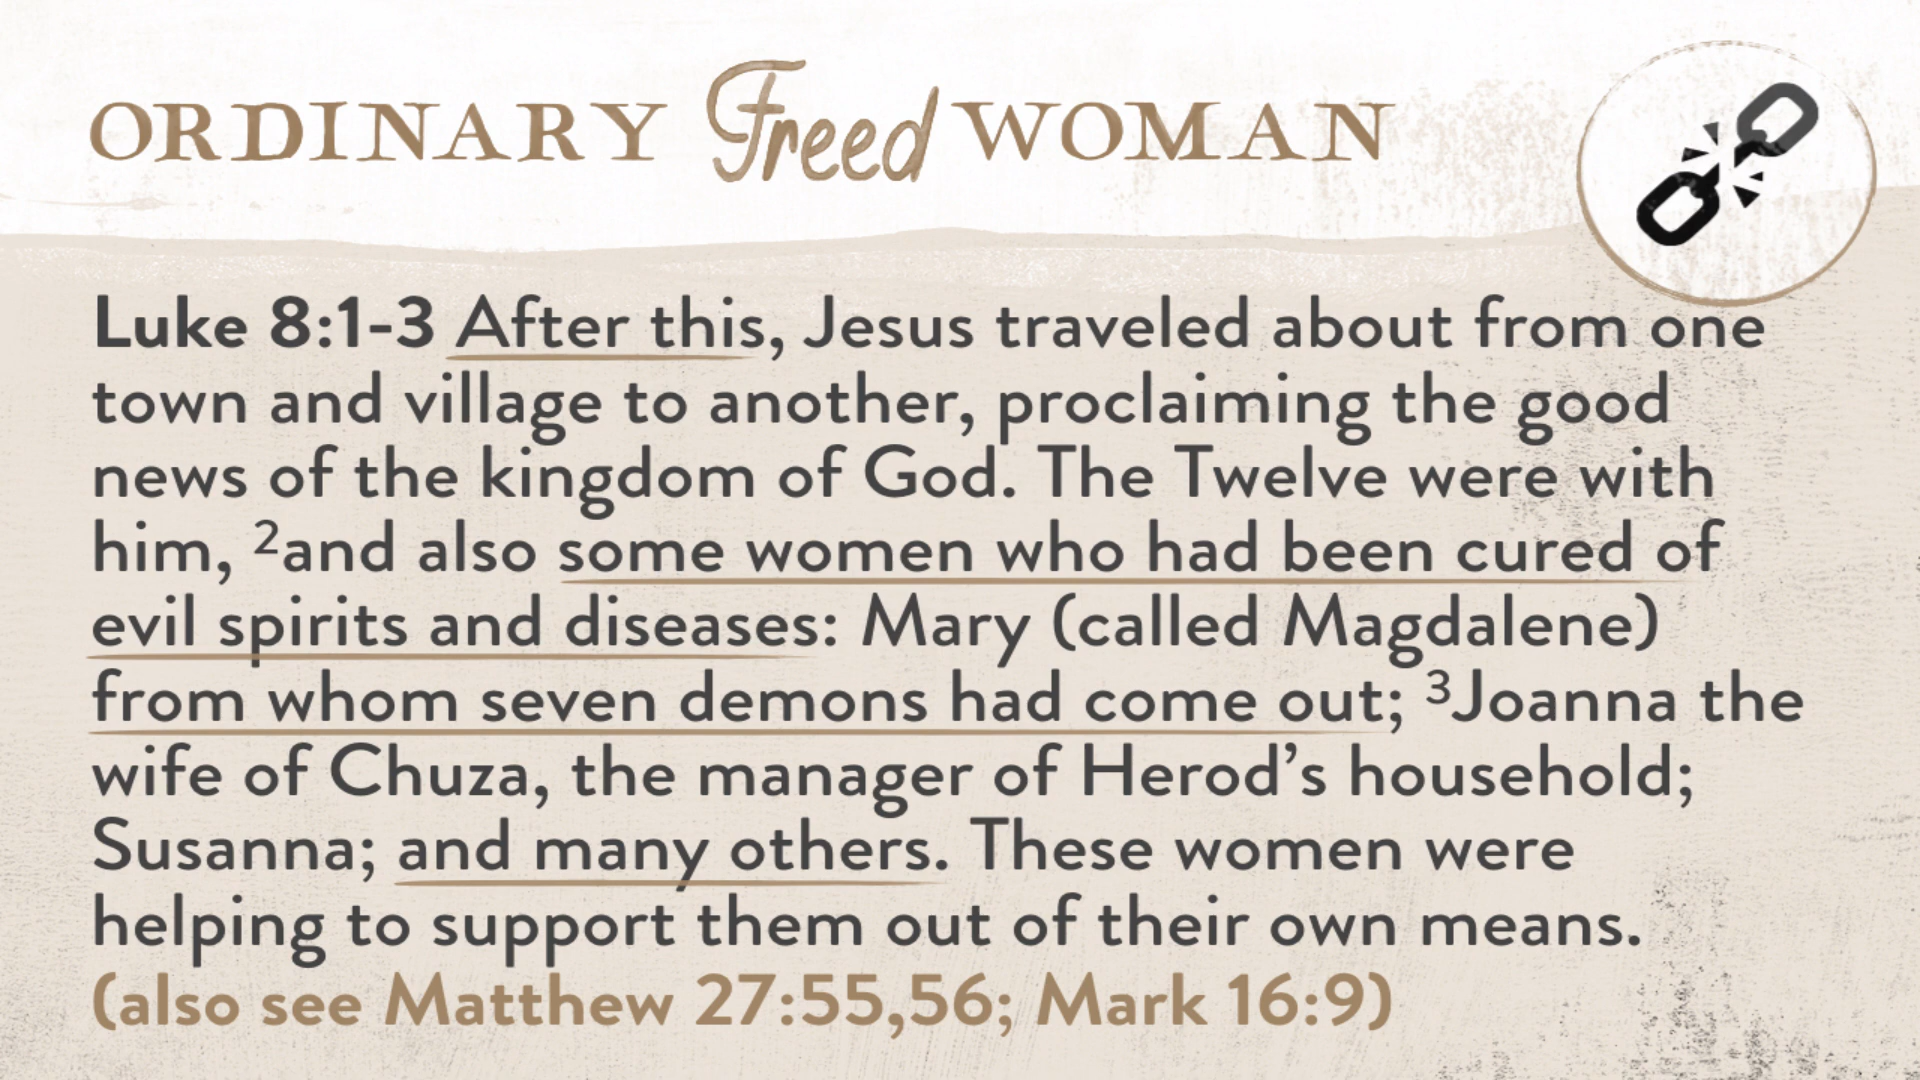 ORDINARY Freed WOMAN
Luke 8:1-3 After this, Jesus traveled about from one
town and village to another, proclaiming the good
news of the kingdom of God. The Twelve were with
him, ²and also some women who had been cured of
evil spirits and diseases: Mary (called Magdalene)
from whom seven demons had come out; ³Joanna the
wife of Chuza, the manager of Herod’s household;
Susanna; and many others. These women were
helping to support them out of their own means.
(also see Matthew 27:55,56; Mark 16:9)